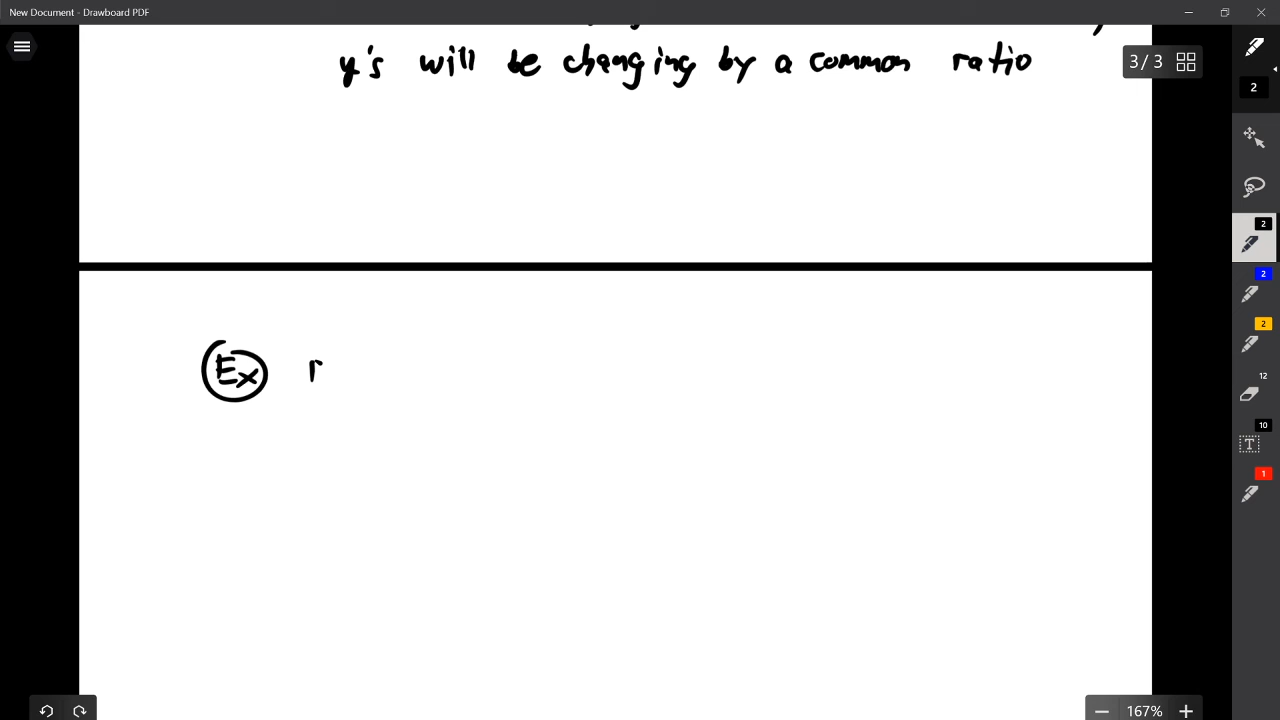 New Document - Drawboard PDF
y's will be changing by a common ratio
3/3
2
2
2
2
12
10
T
1
Ex
167%